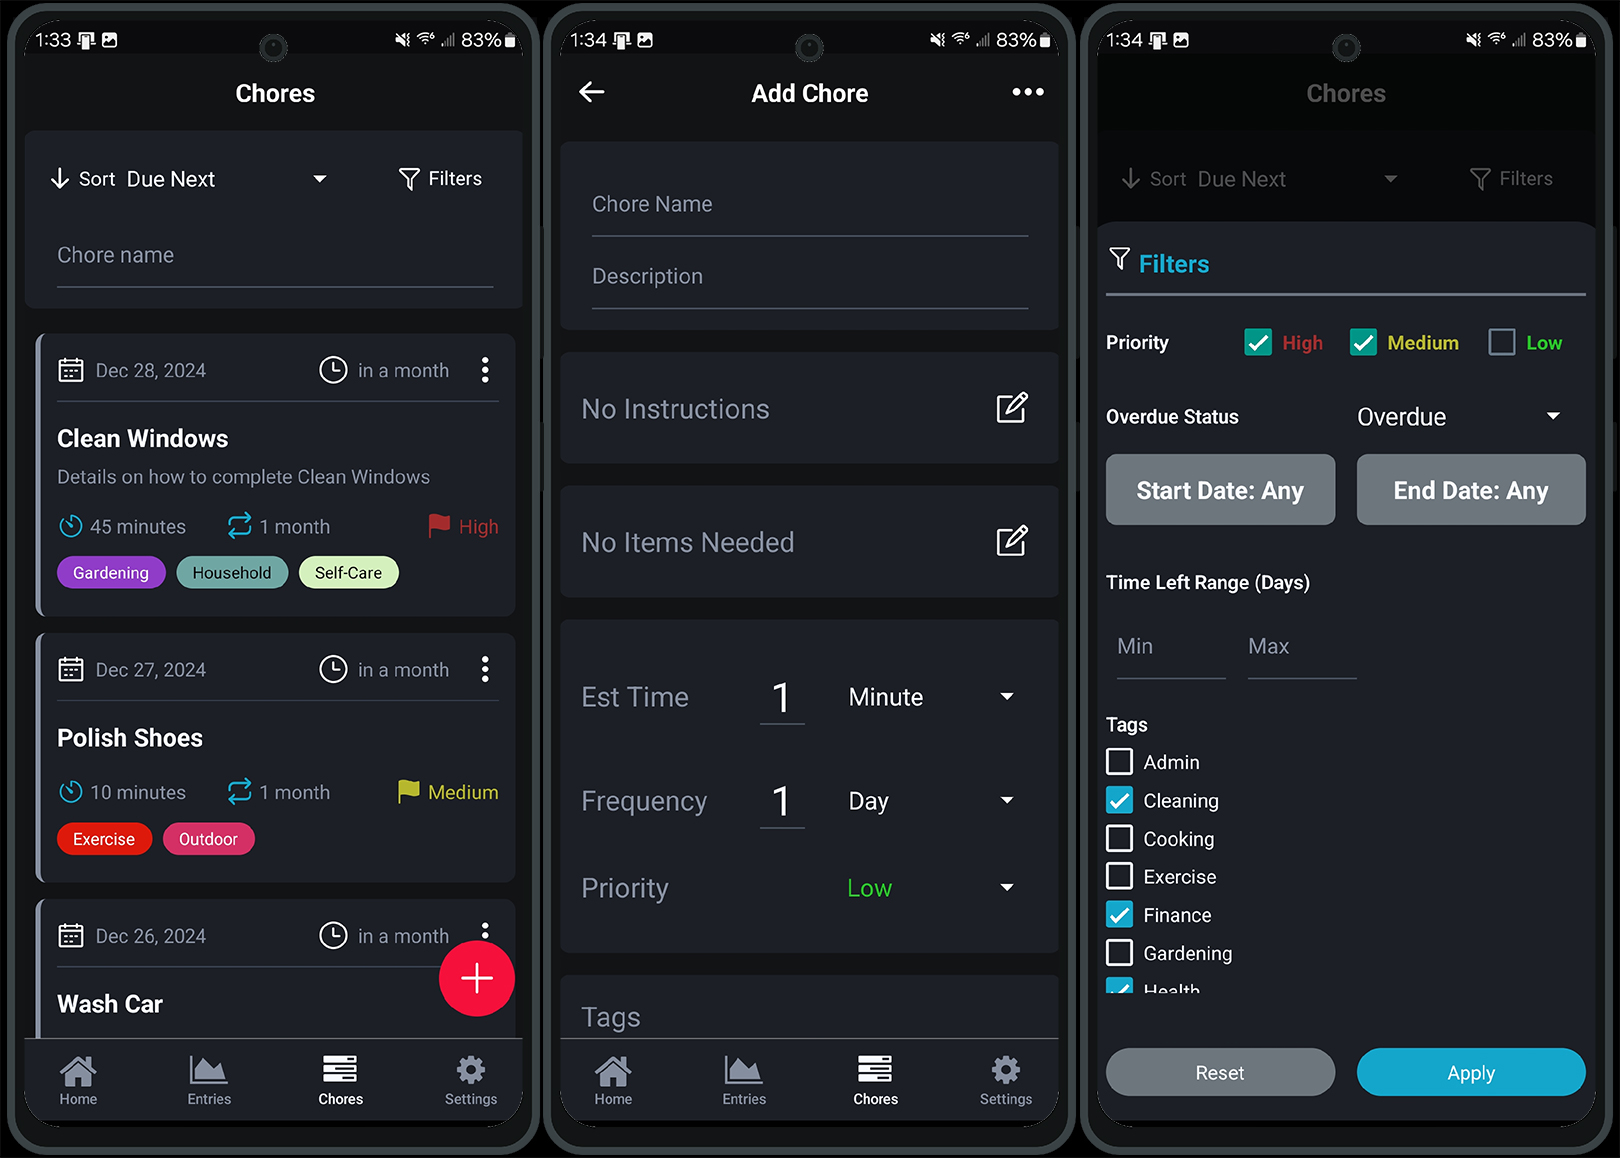 1:33
83%
Chores
Sort Due Next
Filters
Chore name
Dec 28, 2024
in a month
Clean Windows
Details on how to complete Clean Windows
45 minutes
1 month
High
Gardening
Household
Self-Care
Dec 27, 2024
in a month
Polish Shoes
10 minutes
1 month
Medium
Exercise
Outdoor
Dec 26, 2024
in a month
Wash Car
Home
Entries
Chores
Settings
1:34
83%
Add Chore
Chore Name
Description
No Instructions
No Items Needed
Est Time 1 Minute
Frequency 1 Day
Priority Low
Tags
Home
Entries
Chores
Settings
1:34
83%
Chores
Sort Due Next
Filters
Filters
Priority High Medium Low
Overdue Status Overdue
Start Date: Any
End Date: Any
Time Left Range (Days)
Min
Max
Tags
Admin
Cleaning
Cooking
Exercise
Finance
Gardening
Health
Reset
Apply